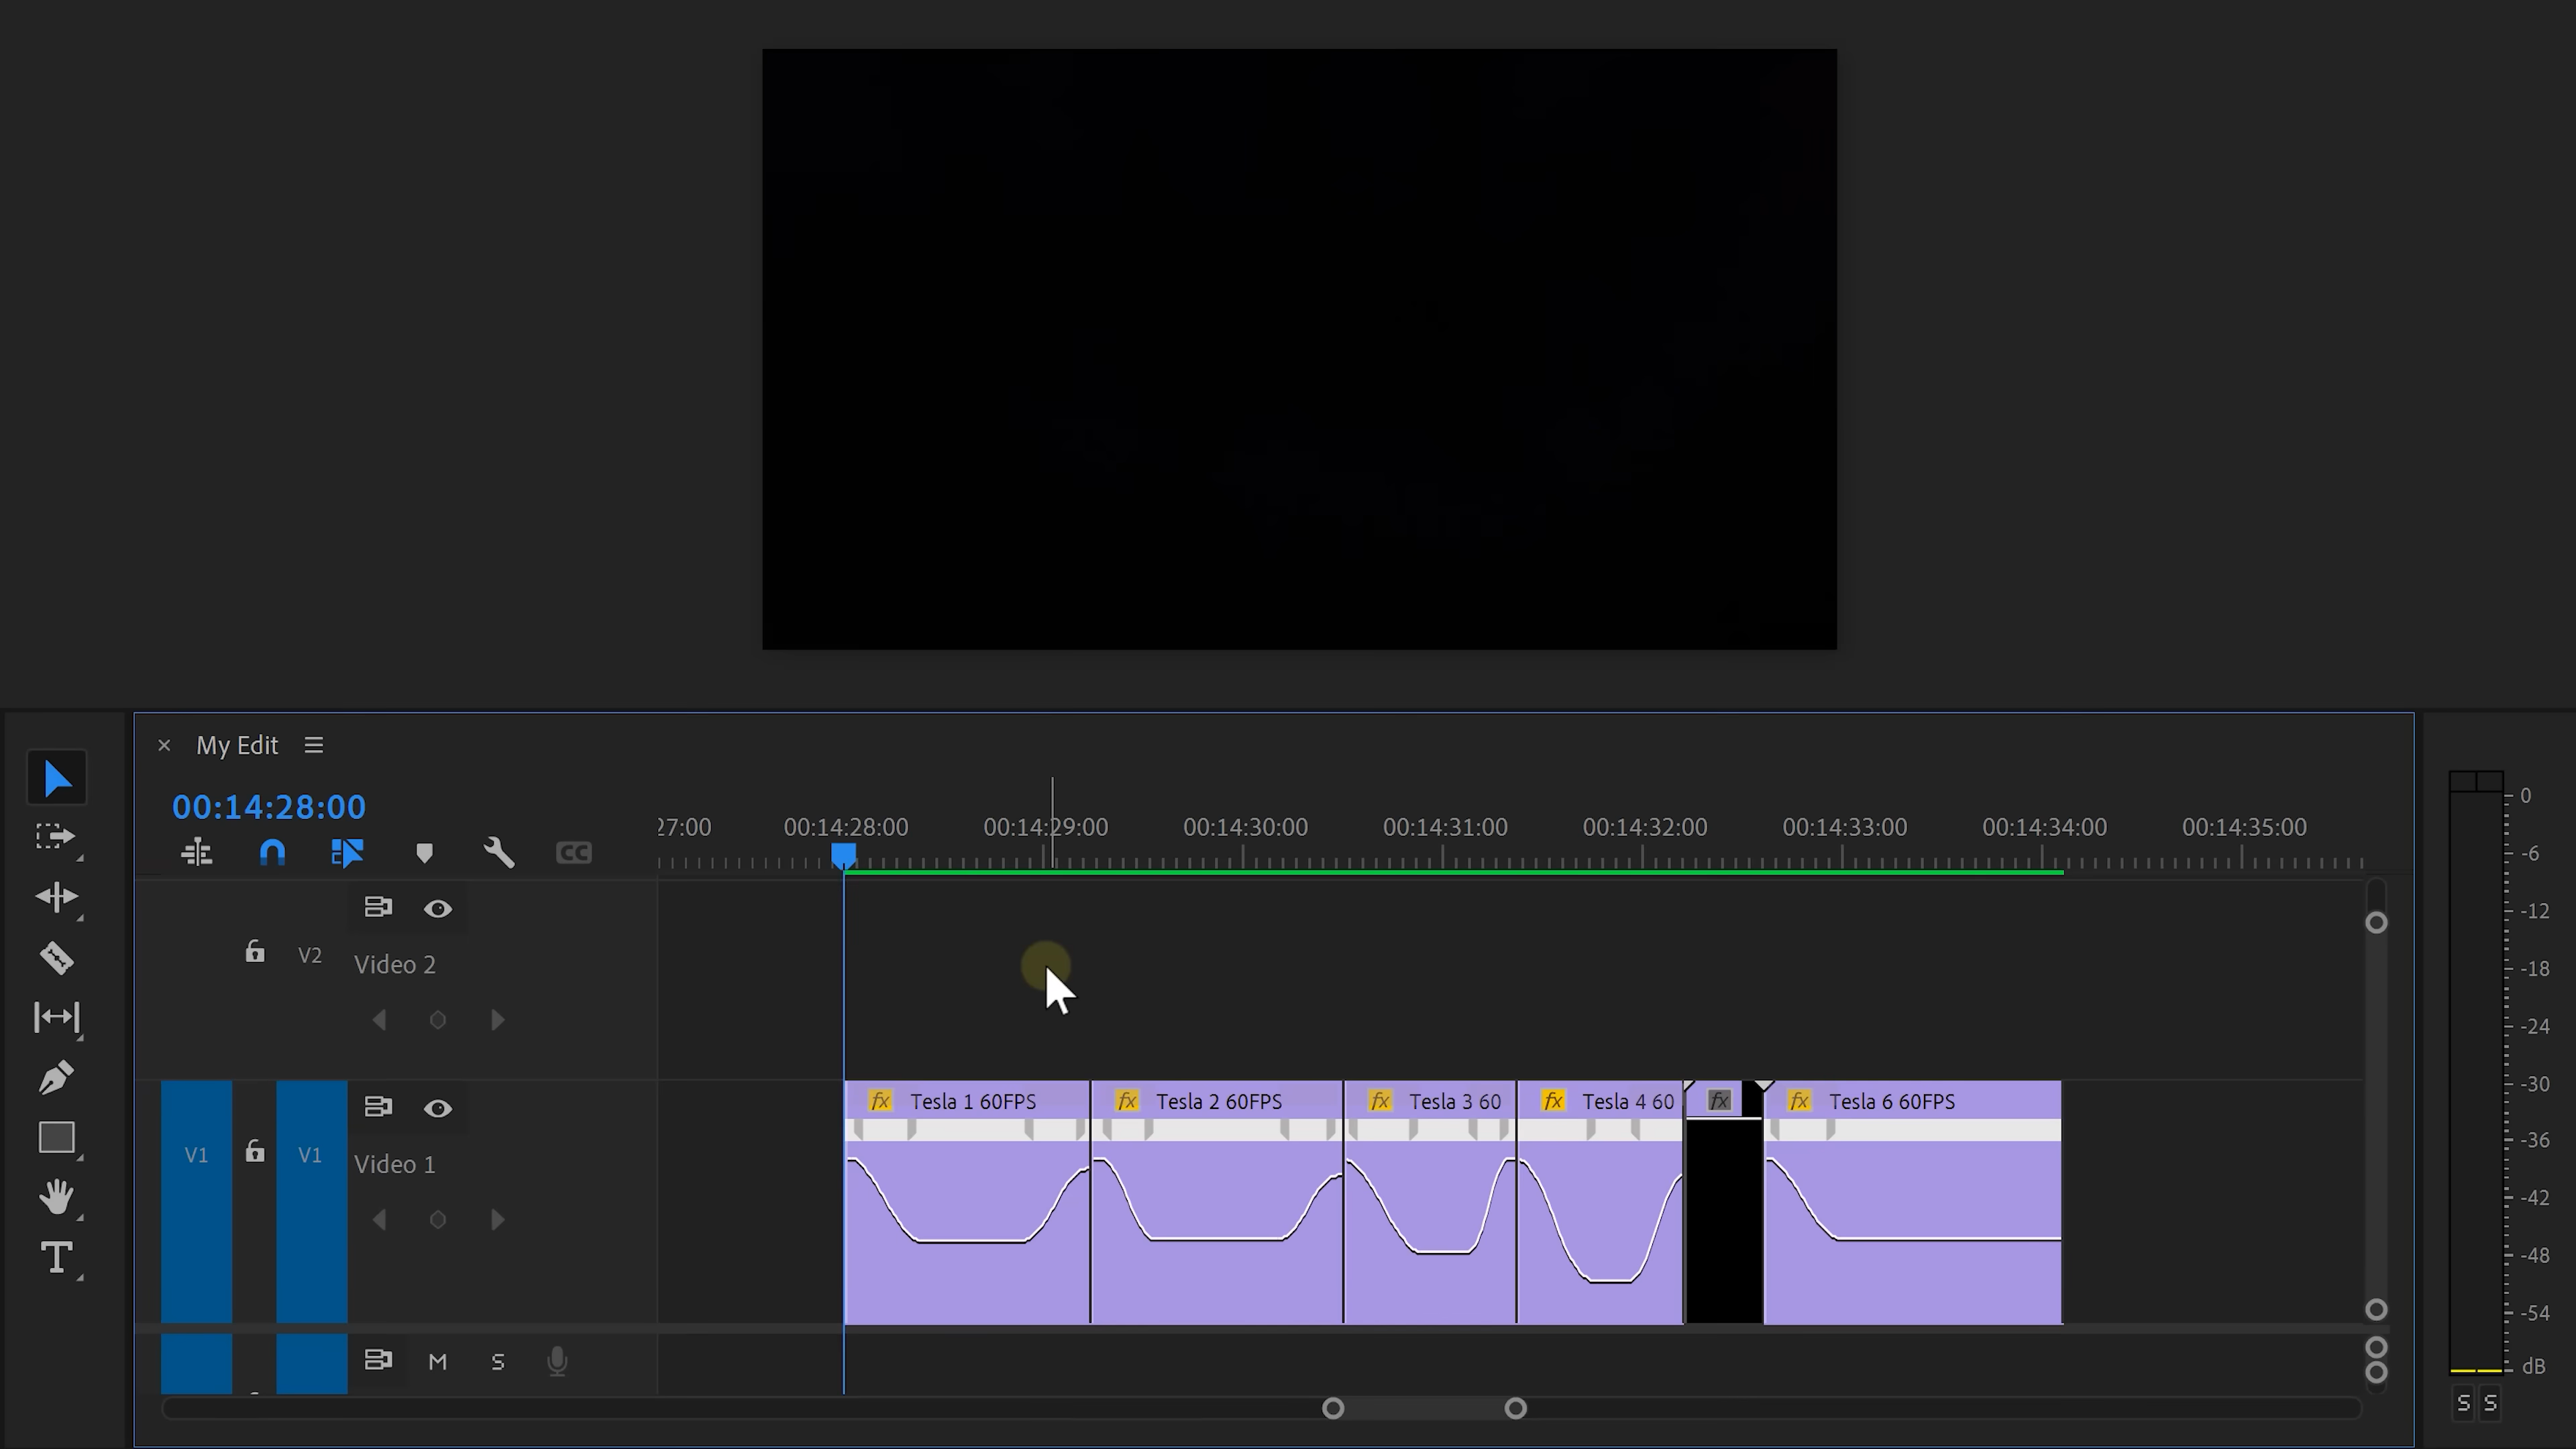 × My Edit
00:14:28:00
27:00 00:14:28:00 00:14:29:00 00:14:30:00 00:14:31:00 00:14:32:00 00:14:33:00 00:14:34:00 00:14:35:00
CC
V2 Video 2
V1 V1 Video 1
fx Tesla 1 60FPS fx Tesla 2 60FPS fx Tesla 3 60 fx Tesla 4 60 fx fx Tesla 6 60FPS
M S
T
0
-6
-12
-18
-24
-30
-36
-42
-48
-54
dB
S S